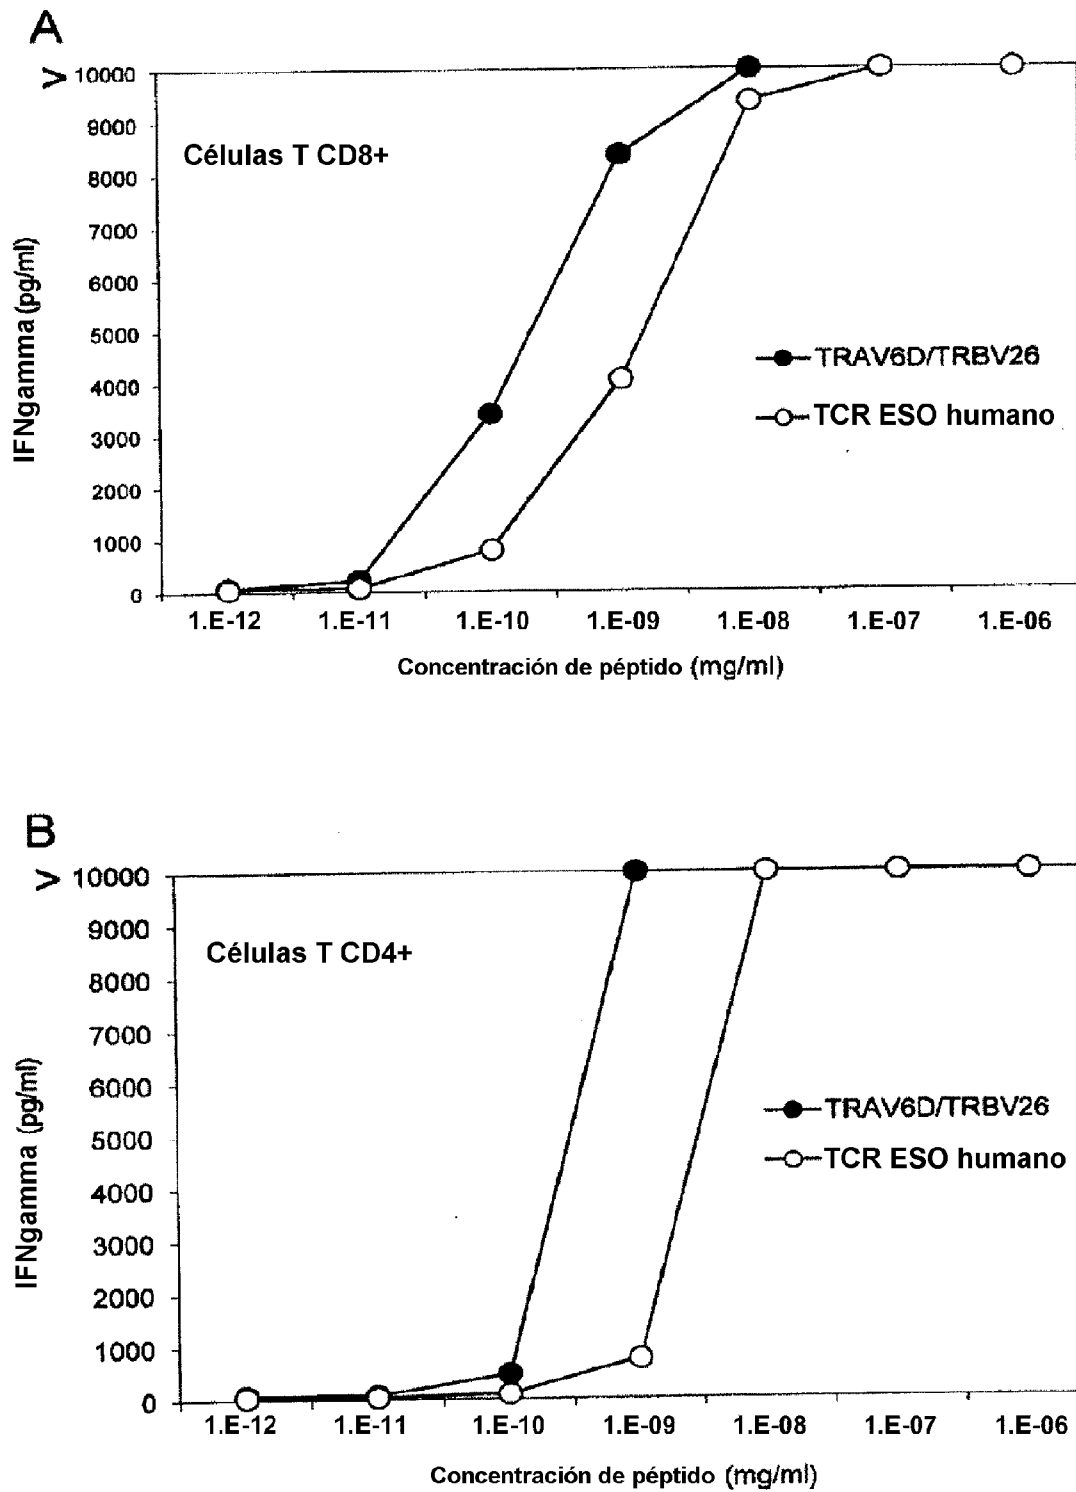 A
> 10000
9000
8000
7000
6000
5000
4000
3000
2000
1000
0
Células T CD8+
IFNgamma (pg/ml)
TRAV6D/TRBV26
TCR ESO humano
1.E-12 1.E-11 1.E-10 1.E-09 1.E-08 1.E-07 1.E-06
Concentración de péptido (mg/ml)
B
> 10000
9000
8000
7000
6000
5000
4000
3000
2000
1000
0
Células T CD4+
IFNgamma (pg/ml)
TRAV6D/TRBV26
TCR ESO humano
1.E-12 1.E-11 1.E-10 1.E-09 1.E-08 1.E-07 1.E-06
Concentración de péptido (mg/ml)